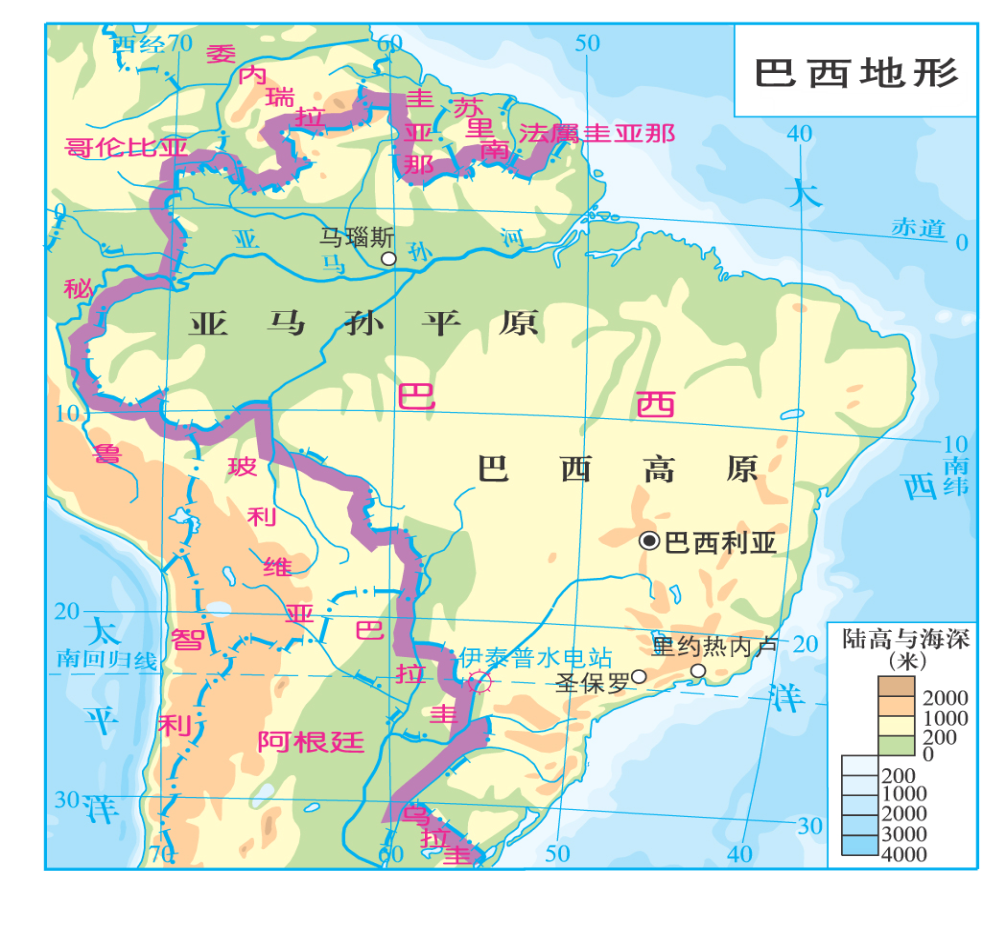 巴西地形
西经 70
60
50
40
委内瑞拉
圭亚那
苏里南
法属圭亚那
哥伦比亚
大西洋
0
赤道 0
亚马孙河
马瑙斯
秘鲁
亚马孙平原
巴西
10
10
南纬
玻利维亚
巴西高原
巴西利亚
20
20
太平洋
南回归线
智利
巴拉圭
伊泰普水电站
里约热内卢
圣保罗
阿根廷
30
30
乌拉圭
70
60
50
40
陆高与海深
(米)
2000
1000
200
0
200
1000
2000
3000
4000